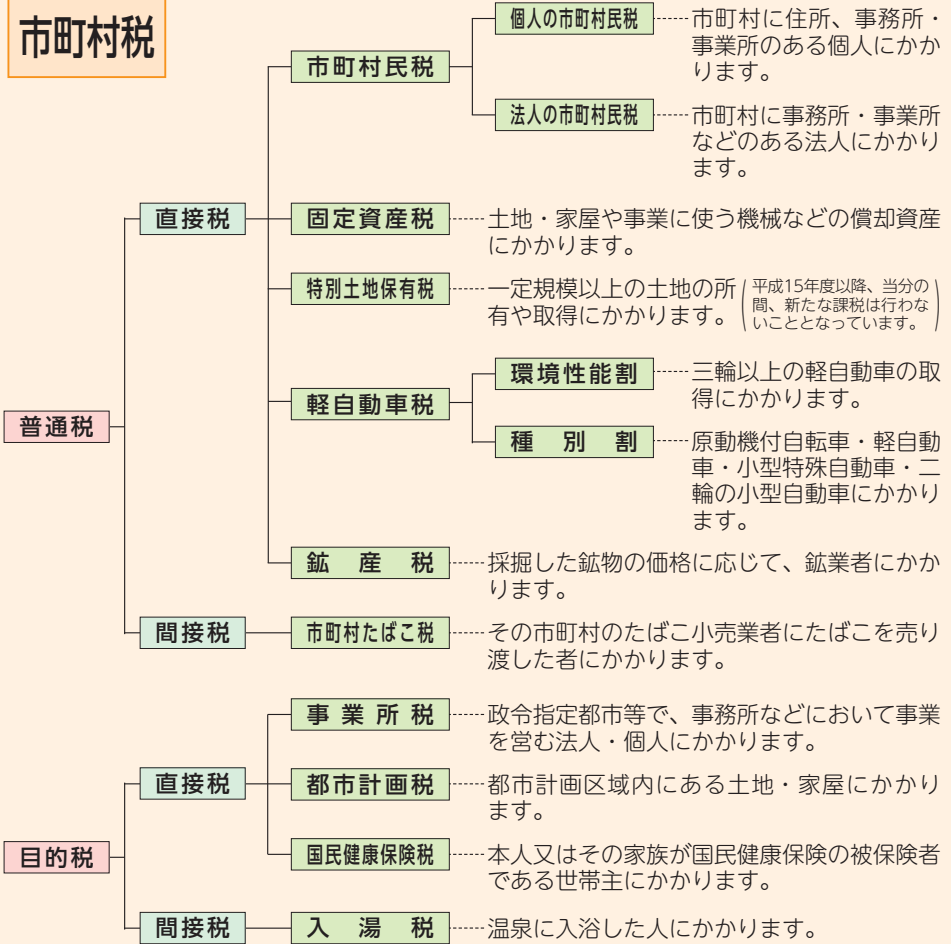 市町村税
個人の市町村民税
市町村に住所、事務所・
事業所のある個人にかか
ります。
市町村民税
法人の市町村民税
市町村に事務所・事業所
などのある法人にかかり
ます。
直接税
固定資産税
土地・家屋や事業に使う機械などの償却資産
にかかります。
特別土地保有税
一定規模以上の土地の所
有や取得にかかります。
平成15年度以降、当分の
間、新たな課税は行わな
いこととなっています。
環境性能割
三輪以上の軽自動車の取
得にかかります。
軽自動車税
普通税
種別割
原動機付自転車・軽自動
車・小型特殊自動車・二
輪の小型自動車にかかり
ます。
鉱産税
採掘した鉱物の価格に応じて、鉱業者にかか
ります。
間接税
市町村たばこ税
その市町村のたばこ小売業者にたばこを売り
渡した者にかかります。
事業所税
政令指定都市等で、事務所などにおいて事業
を営む法人・個人にかかります。
直接税
都市計画税
都市計画区域内にある土地・家屋にかかり
ます。
目的税
国民健康保険税
本人又はその家族が国民健康保険の被保険者
である世帯主にかかります。
間接税
入湯税
温泉に入浴した人にかかります。